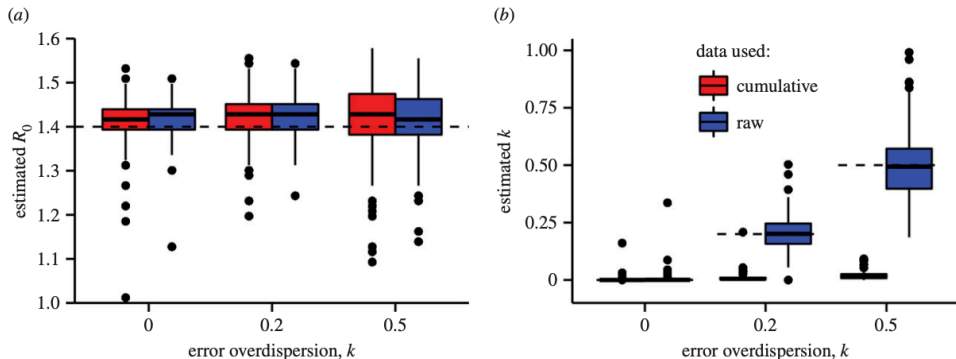 (a)
1.6
1.5
1.4
1.3
1.2
1.1
1.0
estimated R0
0
0.2
0.5
error overdispersion, k
(b)
1.00
0.75
0.50
0.25
0
estimated k
data used:
cumulative
raw
0
0.2
0.5
error overdispersion, k